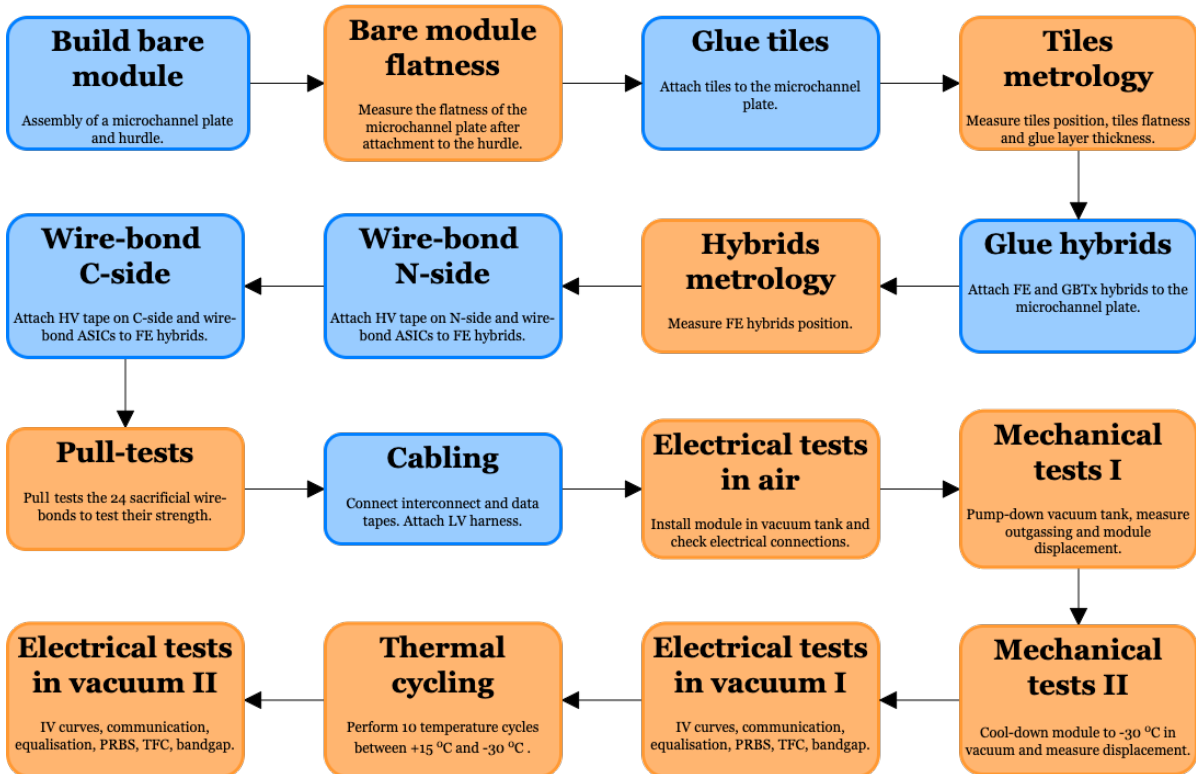 Build bare
module
Assembly of a microchannel plate
and hurdle.
Bare module
flatness
Measure the flatness of the
microchannel plate after
attachment to the hurdle.
Glue tiles
Attach tiles to the microchannel
plate.
Tiles
metrology
Measure tiles position, tiles flatness
and glue layer thickness.
Wire-bond
C-side
Attach HV tape on C-side and wire-
bond ASICs to FE hybrids.
Wire-bond
N-side
Attach HV tape on N-side and wire-
bond ASICs to FE hybrids.
Hybrids
metrology
Measure FE hybrids position.
Glue hybrids
Attach FE and GBTx hybrids to the
microchannel plate.
Pull-tests
Pull tests the 24 sacrificial wire-
bonds to test their strength.
Cabling
Connect interconnect and data
tapes. Attach LV harness.
Electrical tests
in air
Install module in vacuum tank and
check electrical connections.
Mechanical
tests I
Pump-down vacuum tank, measure
outgassing and module
displacement.
Electrical tests
in vacuum II
IV curves, communication,
equalisation, PRBS, TFC, bandgap.
Thermal
cycling
Perform 10 temperature cycles
between +15 ⁰C and -30 ⁰C .
Electrical tests
in vacuum I
IV curves, communication,
equalisation, PRBS, TFC, bandgap.
Mechanical
tests II
Cool-down module to -30 ⁰C in
vacuum and measure displacement.